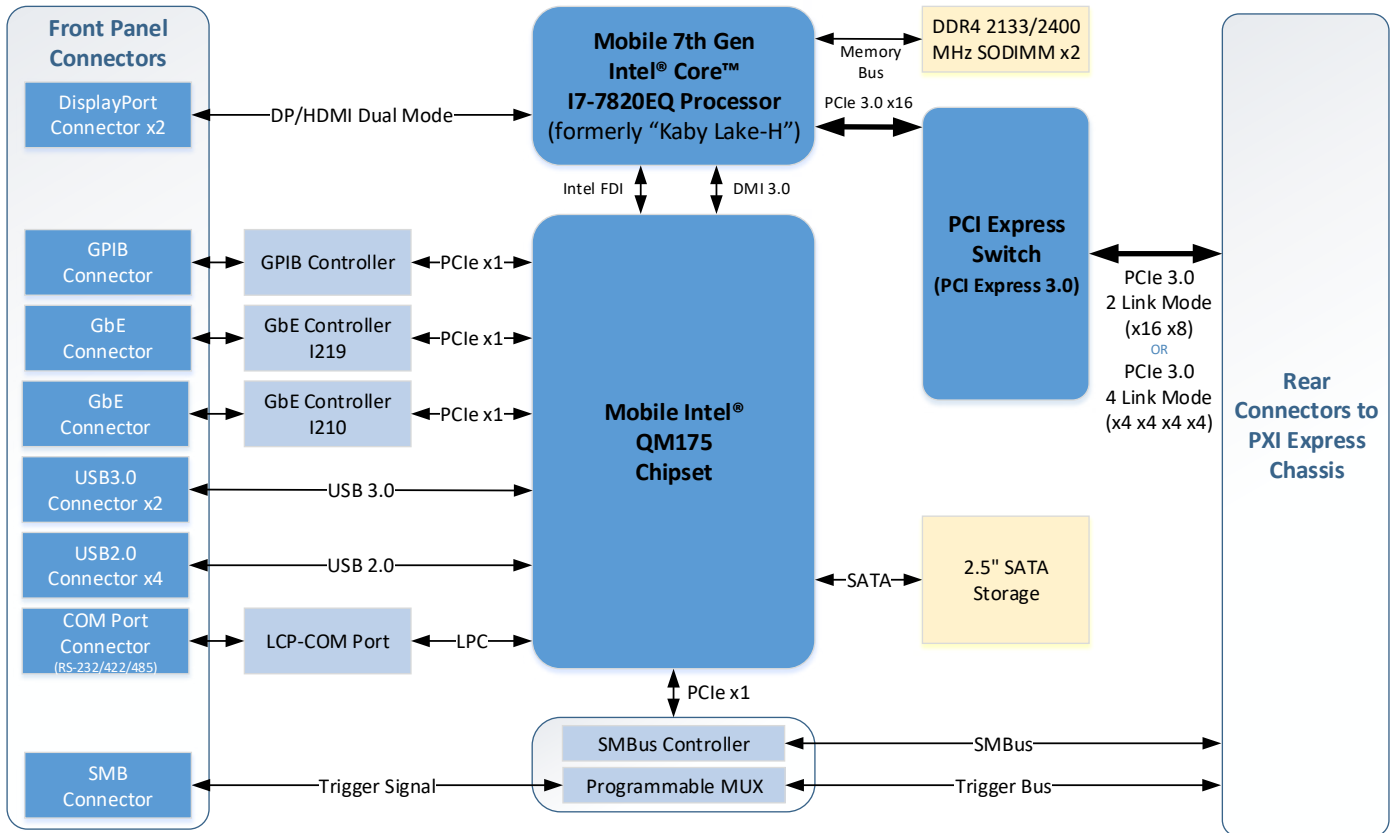 Front Panel
Connectors
DisplayPort
Connector x2
DP/HDMI Dual Mode
Mobile 7th Gen
Intel® Core™
I7-7820EQ Processor
(formerly “Kaby Lake-H”)
Memory
Bus
DDR4 2133/2400
MHz SODIMM x2
PCIe 3.0 x16
Intel FDI
DMI 3.0
PCI Express
Switch
(PCI Express 3.0)
PCIe 3.0
2 Link Mode
(x16 x8)
OR
PCIe 3.0
4 Link Mode
(x4 x4 x4 x4)
Rear
Connectors to
PXI Express
Chassis
GPIB
Connector
GPIB Controller
PCIe x1
GbE
Connector
GbE Controller
I219
PCIe x1
GbE
Connector
GbE Controller
I210
PCIe x1
Mobile Intel®
QM175
Chipset
USB3.0
Connector x2
USB 3.0
USB2.0
Connector x4
USB 2.0
SATA
2.5" SATA
Storage
COM Port
Connector
(RS-232/422/485)
LCP-COM Port
LPC
PCIe x1
SMBus Controller
SMBus
SMB
Connector
Trigger Signal
Programmable MUX
Trigger Bus